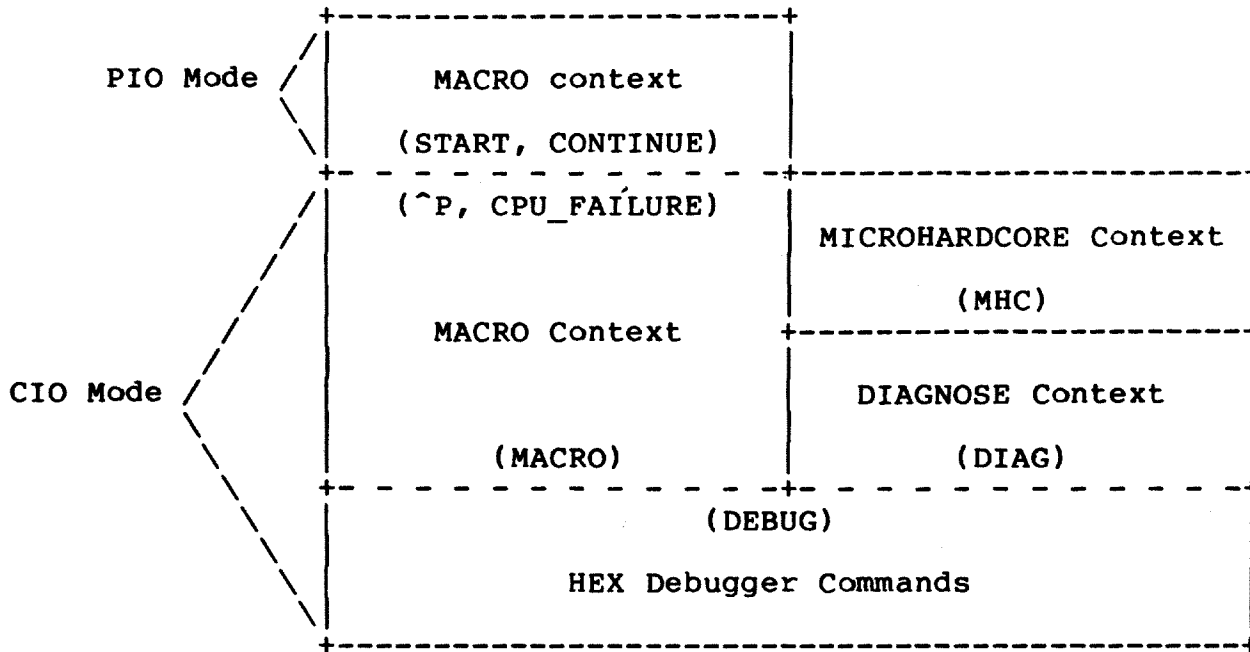 PIO Mode
MACRO context
(START, CONTINUE)
(^P, CPU_FAILURE)
MICROHARDCORE Context
(MHC)
MACRO Context
CIO Mode
DIAGNOSE Context
(MACRO)
(DIAG)
(DEBUG)
HEX Debugger Commands